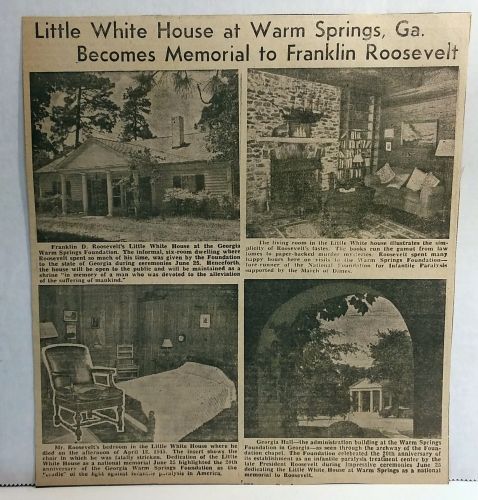 Little White House at Warm Springs, Ga.
Becomes Memorial to Franklin Roosevelt
Franklin D. Roosevelt's Little White House at the Georgia
Warm Springs Foundation. The informal, six-room dwelling where
Roosevelt spent so much of his time, was given by the Foundation
to the state of Georgia during ceremonies June 25. Henceforth,
the house will be open to the public and will be maintained as a
shrine "in memory of a man who was devoted to the alleviation
of the suffering of mankind."
The living room in the Little White house illustrates the sim-
plicity of Roosevelt's tastes. The books run the gamut from law
tomes to paper-backed murder mysteries. Roosevelt spent many
happy hours here on visits to the Warm Springs Foundation—
fore-runner of the National Foundation for Infantile Paralysis
supported by the March of Dimes.
Mr. Roosevelt's bedroom in the Little White House where he
died on the afternoon of April 12, 1945. The insert shows the
chair in which he was fatally stricken. Dedication of the Little
White House as a national memorial June 25 highlighted the 20th
anniversary of the Georgia Warm Springs Foundation as the
"cradle" of the fight against infantile paralysis in America.
Georgia Hall—the administration building at the Warm Springs
Foundation in Georgia—as seen through the archway of the Foun-
dation chapel. The Foundation celebrated the 20th anniversary of
its establishment as an infantile paralysis treatment center by the
late President Roosevelt during impressive ceremonies June 25
dedicating the Little White House at Warm Springs as a national
memorial to Roosevelt.